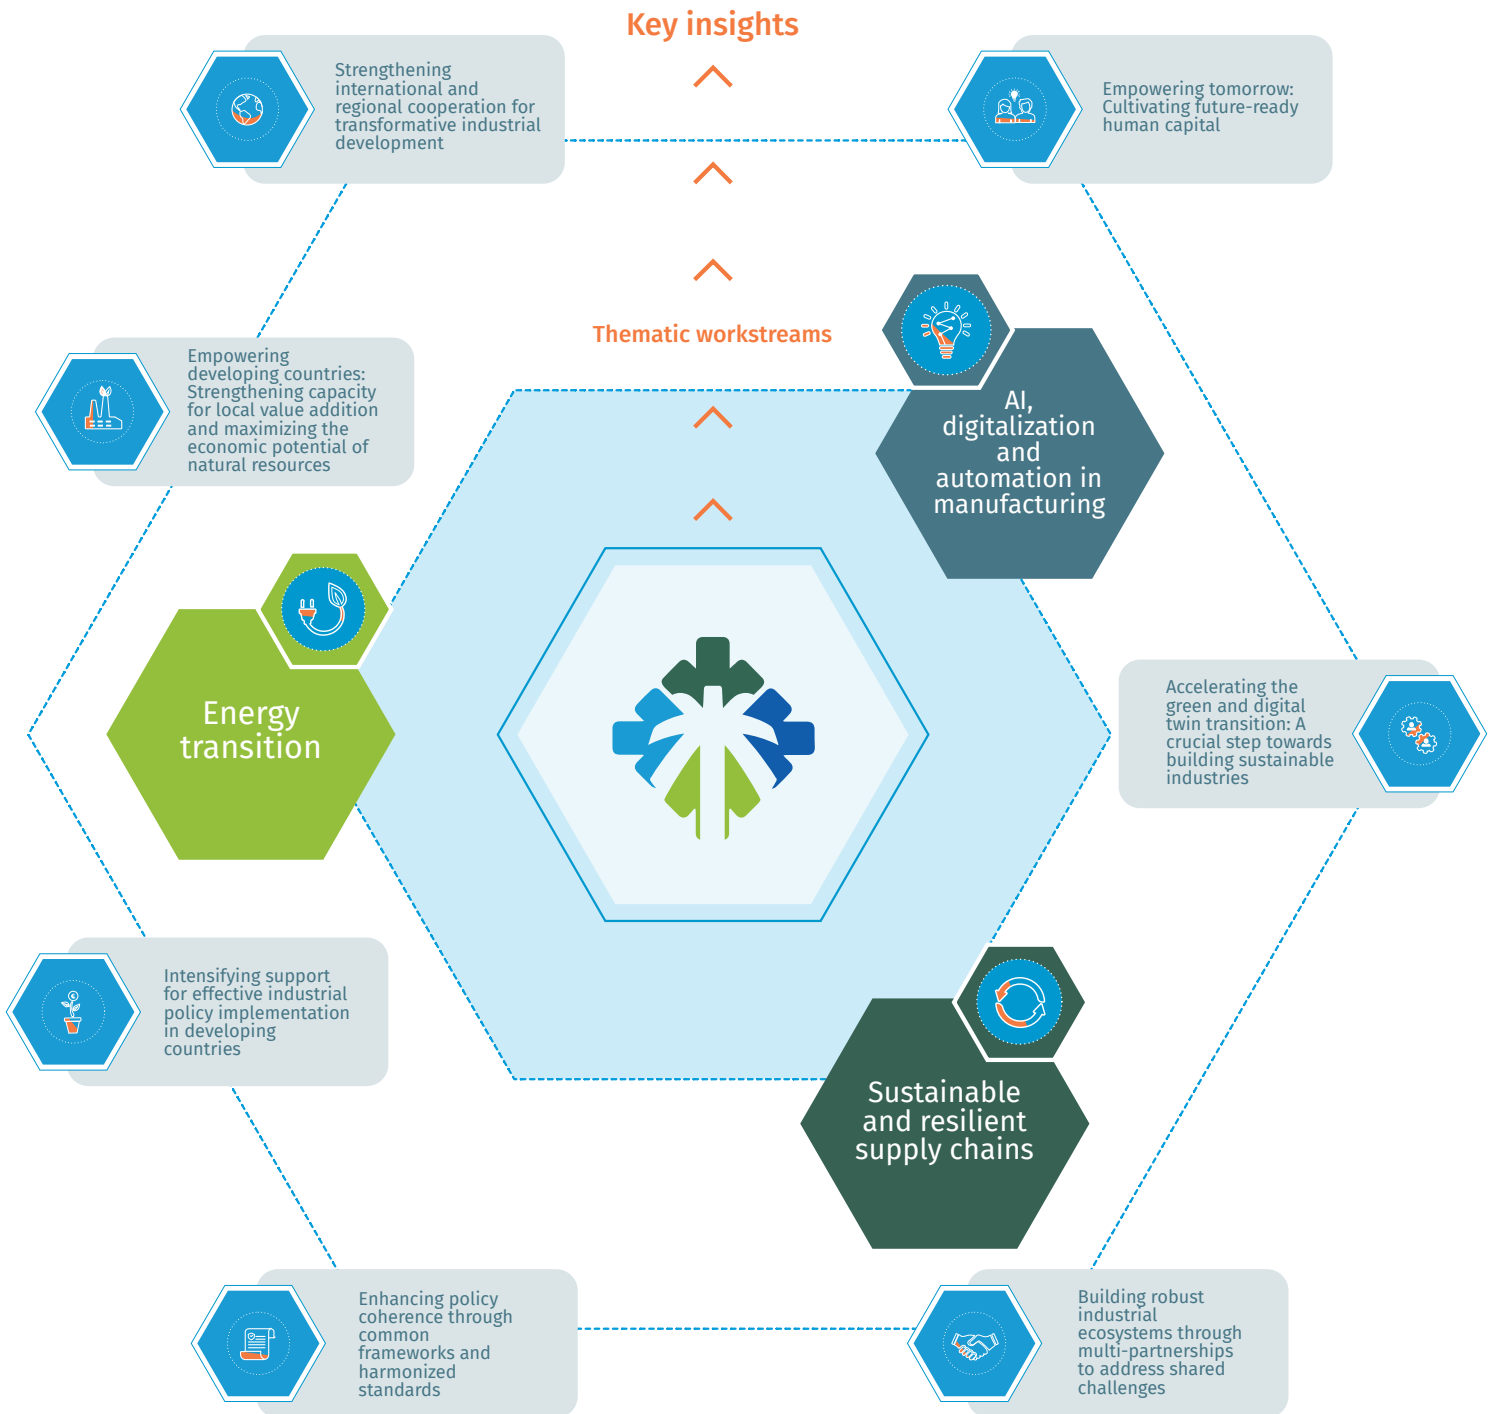 Key insights
Strengthening
international and
regional cooperation for
transformative industrial
development
Empowering tomorrow:
Cultivating future-ready
human capital
Thematic workstreams
Empowering
developing countries:
Strengthening capacity
for local value addition
and maximizing the
economic potential of
natural resources
AI,
digitalization
and
automation in
manufacturing
Energy
transition
Accelerating the
green and digital
twin transition: A
crucial step towards
building sustainable
industries
Intensifying support
for effective industrial
policy implementation
in developing
countries
Sustainable
and resilient
supply chains
Enhancing policy
coherence through
common
frameworks and
harmonized
standards
Building robust
industrial
ecosystems through
multi-partnerships
to address shared
challenges